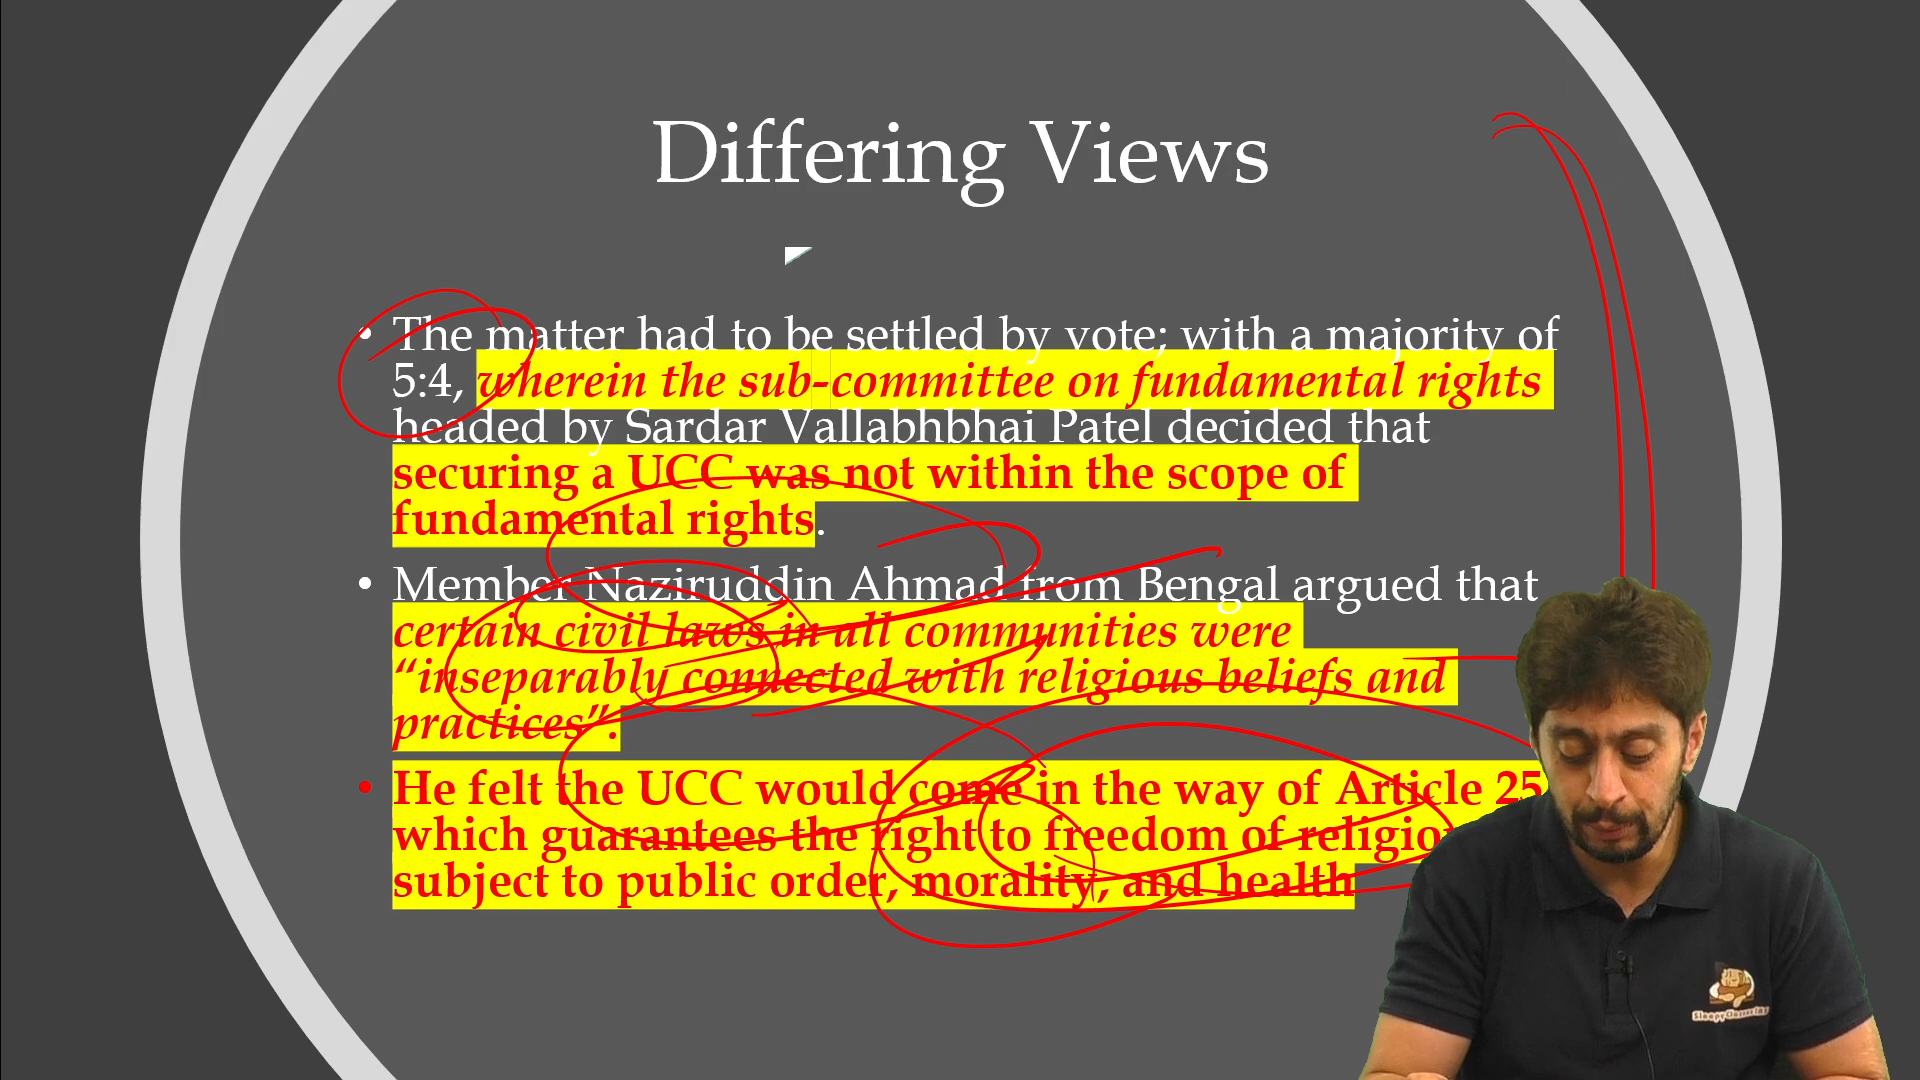 Differing Views
• The matter had to be settled by vote; with a majority of
5:4, wherein the sub-committee on fundamental rights
headed by Sardar Vallabhbhai Patel decided that
securing a UCC was not within the scope of
fundamental rights.
• Member Naziruddin Ahmad from Bengal argued that
certain civil laws in all communities were
“inseparably connected with religious beliefs and
practices”.
• He felt the UCC would come in the way of Article 25
which guarantees the right to freedom of
subject to public order, morality, and health